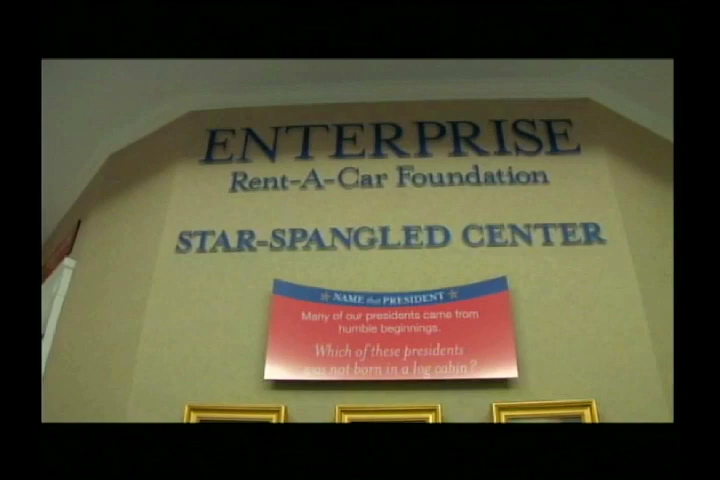 ENTERPRISE
Rent-A-Car Foundation
STAR-SPANGLED CENTER
NAME that PRESIDENT
Many of our presidents came from
humble beginnings.
Which of these presidents
was not born in a log cabin?